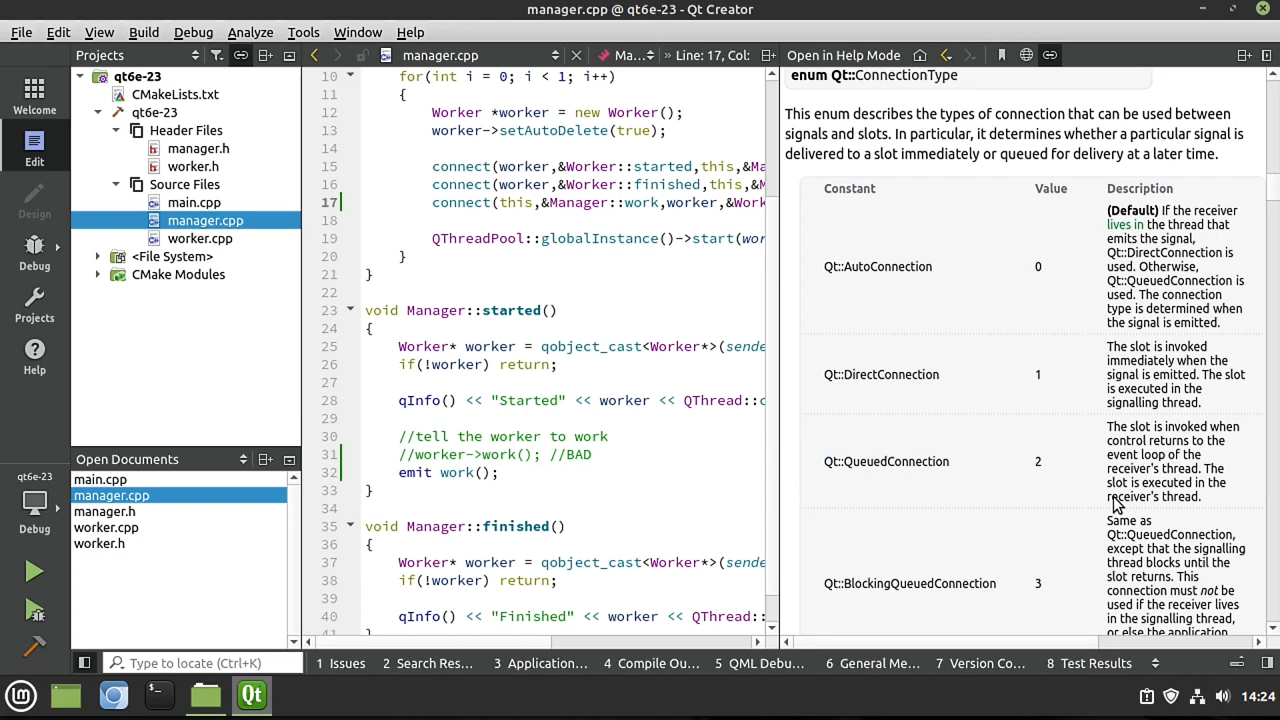 manager.cpp @ qt6e-23 - Qt Creator
File Edit View Build Debug Analyze Tools Window Help
Projects
manager.cpp
Ma...
» Line: 17, Col:
Open in Help Mode
Welcome
Edit
Design
Debug
Projects
Help
qt6e-23
Debug
qt6e-23
CMakeLists.txt
qt6e-23
Header Files
manager.h
worker.h
Source Files
main.cpp
manager.cpp
worker.cpp
<File System>
CMake Modules
Open Documents
main.cpp
manager.cpp
manager.h
worker.cpp
worker.h
10 for(int i = 0; i < 1; i++)
11 {
12 Worker *worker = new Worker();
13 worker->setAutoDelete(true);
14
15 connect(worker,&Worker::started,this,&Ma
16 connect(worker,&Worker::finished,this,&M
17 connect(this,&Manager::work,worker,&Work
18
19 QThreadPool::globalInstance()->start(wor
20 }
21 }
22
23 void Manager::started()
24 {
25 Worker* worker = qobject_cast<Worker*>(sende
26 if(!worker) return;
27
28 qInfo() << "Started" << worker << QThread::c
29
30 //tell the worker to work
31 //worker->work(); //BAD
32 emit work();
33 }
34
35 void Manager::finished()
36 {
37 Worker* worker = qobject_cast<Worker*>(sende
38 if(!worker) return;
39
40 qInfo() << "Finished" << worker << QThread::
41 }
enum Qt::ConnectionType
This enum describes the types of connection that can be used between
signals and slots. In particular, it determines whether a particular signal is
delivered to a slot immediately or queued for delivery at a later time.
Constant Value Description
Qt::AutoConnection 0
(Default) If the receiver
lives in the thread that
emits the signal,
Qt::DirectConnection is
used. Otherwise,
Qt::QueuedConnection is
used. The connection
type is determined when
the signal is emitted.
Qt::DirectConnection 1
The slot is invoked
immediately when the
signal is emitted. The slot
is executed in the
signalling thread.
Qt::QueuedConnection 2
The slot is invoked when
control returns to the
event loop of the
receiver's thread. The
slot is executed in the
receiver's thread.
Qt::BlockingQueuedConnection 3
Same as
Qt::QueuedConnection,
except that the signalling
thread blocks until the
slot returns. This
connection must not be
used if the receiver lives
in the signalling thread,
or else the application
Type to locate (Ctrl+...)
1 Issues 2 Search Res... 3 Application... 4 Compile Ou... 5 QML Debu... 6 General Me... 7 Version Co... 8 Test Results
Qt
14:24